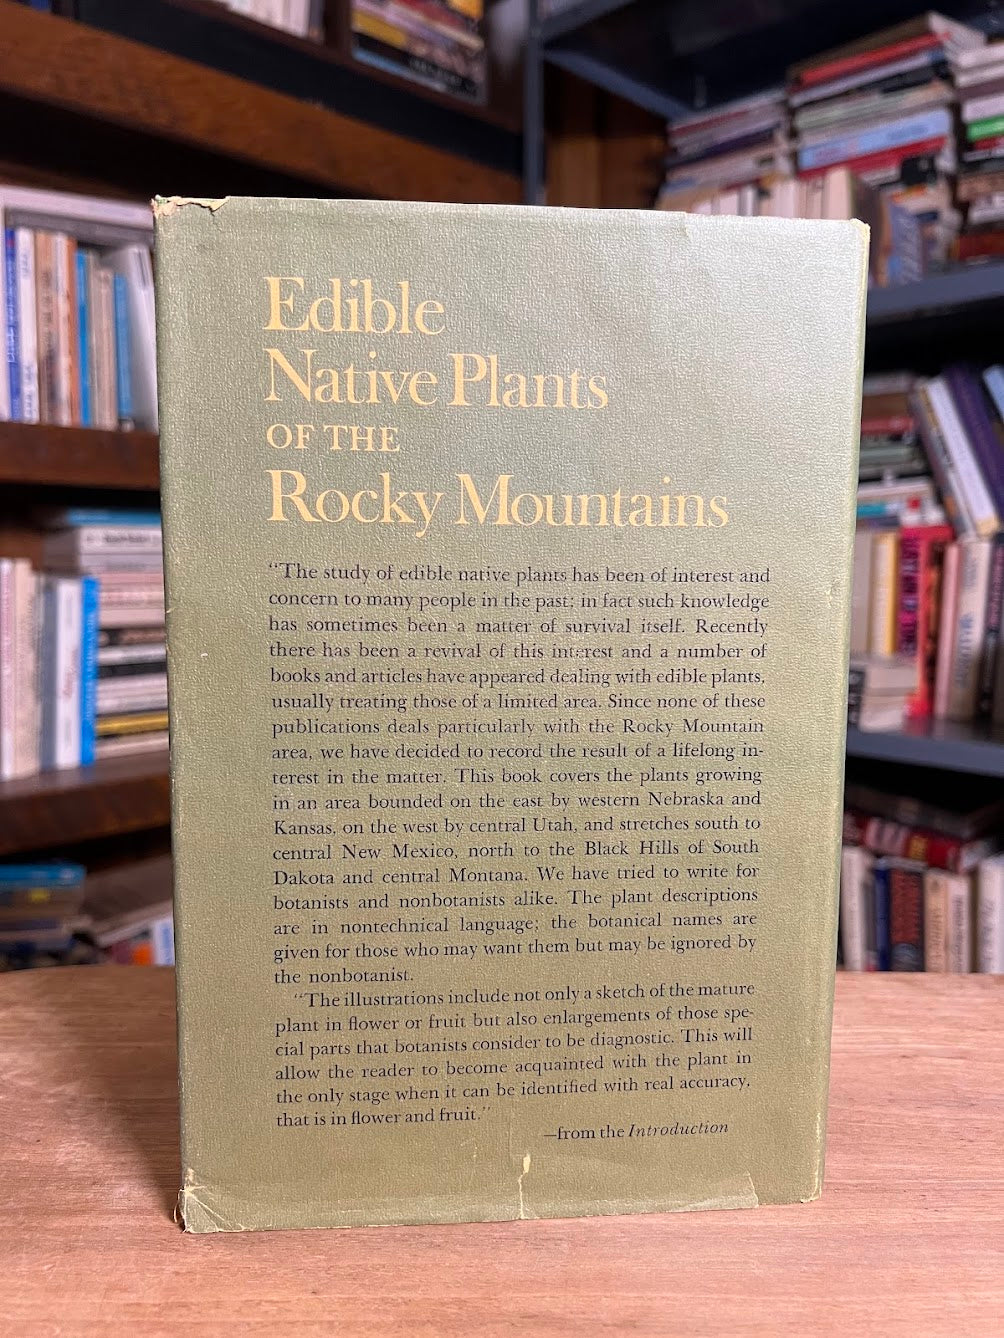 Edible
Native Plants
OF THE
Rocky Mountains
“The study of edible native plants has been of interest and
concern to many people in the past; in fact such knowledge
has sometimes been a matter of survival itself. Recently
there has been a revival of this interest and a number of
books and articles have appeared dealing with edible plants,
usually treating those of a limited area. Since none of these
publications deals particularly with the Rocky Mountain
area, we have decided to record the result of a lifelong in-
terest in the matter. This book covers the plants growing
in an area bounded on the east by western Nebraska and
Kansas, on the west by central Utah, and stretches south to
central New Mexico, north to the Black Hills of South
Dakota and central Montana. We have tried to write for
botanists and nonbotanists alike. The plant descriptions
are in nontechnical language; the botanical names are
given for those who may want them but may be ignored by
the nonbotanist.
“The illustrations include not only a sketch of the mature
plant in flower or fruit but also enlargements of those spe-
cial parts that botanists consider to be diagnostic. This will
allow the reader to become acquainted with the plant in
the only stage when it can be identified with real accuracy,
that is in flower and fruit.”
—from the Introduction